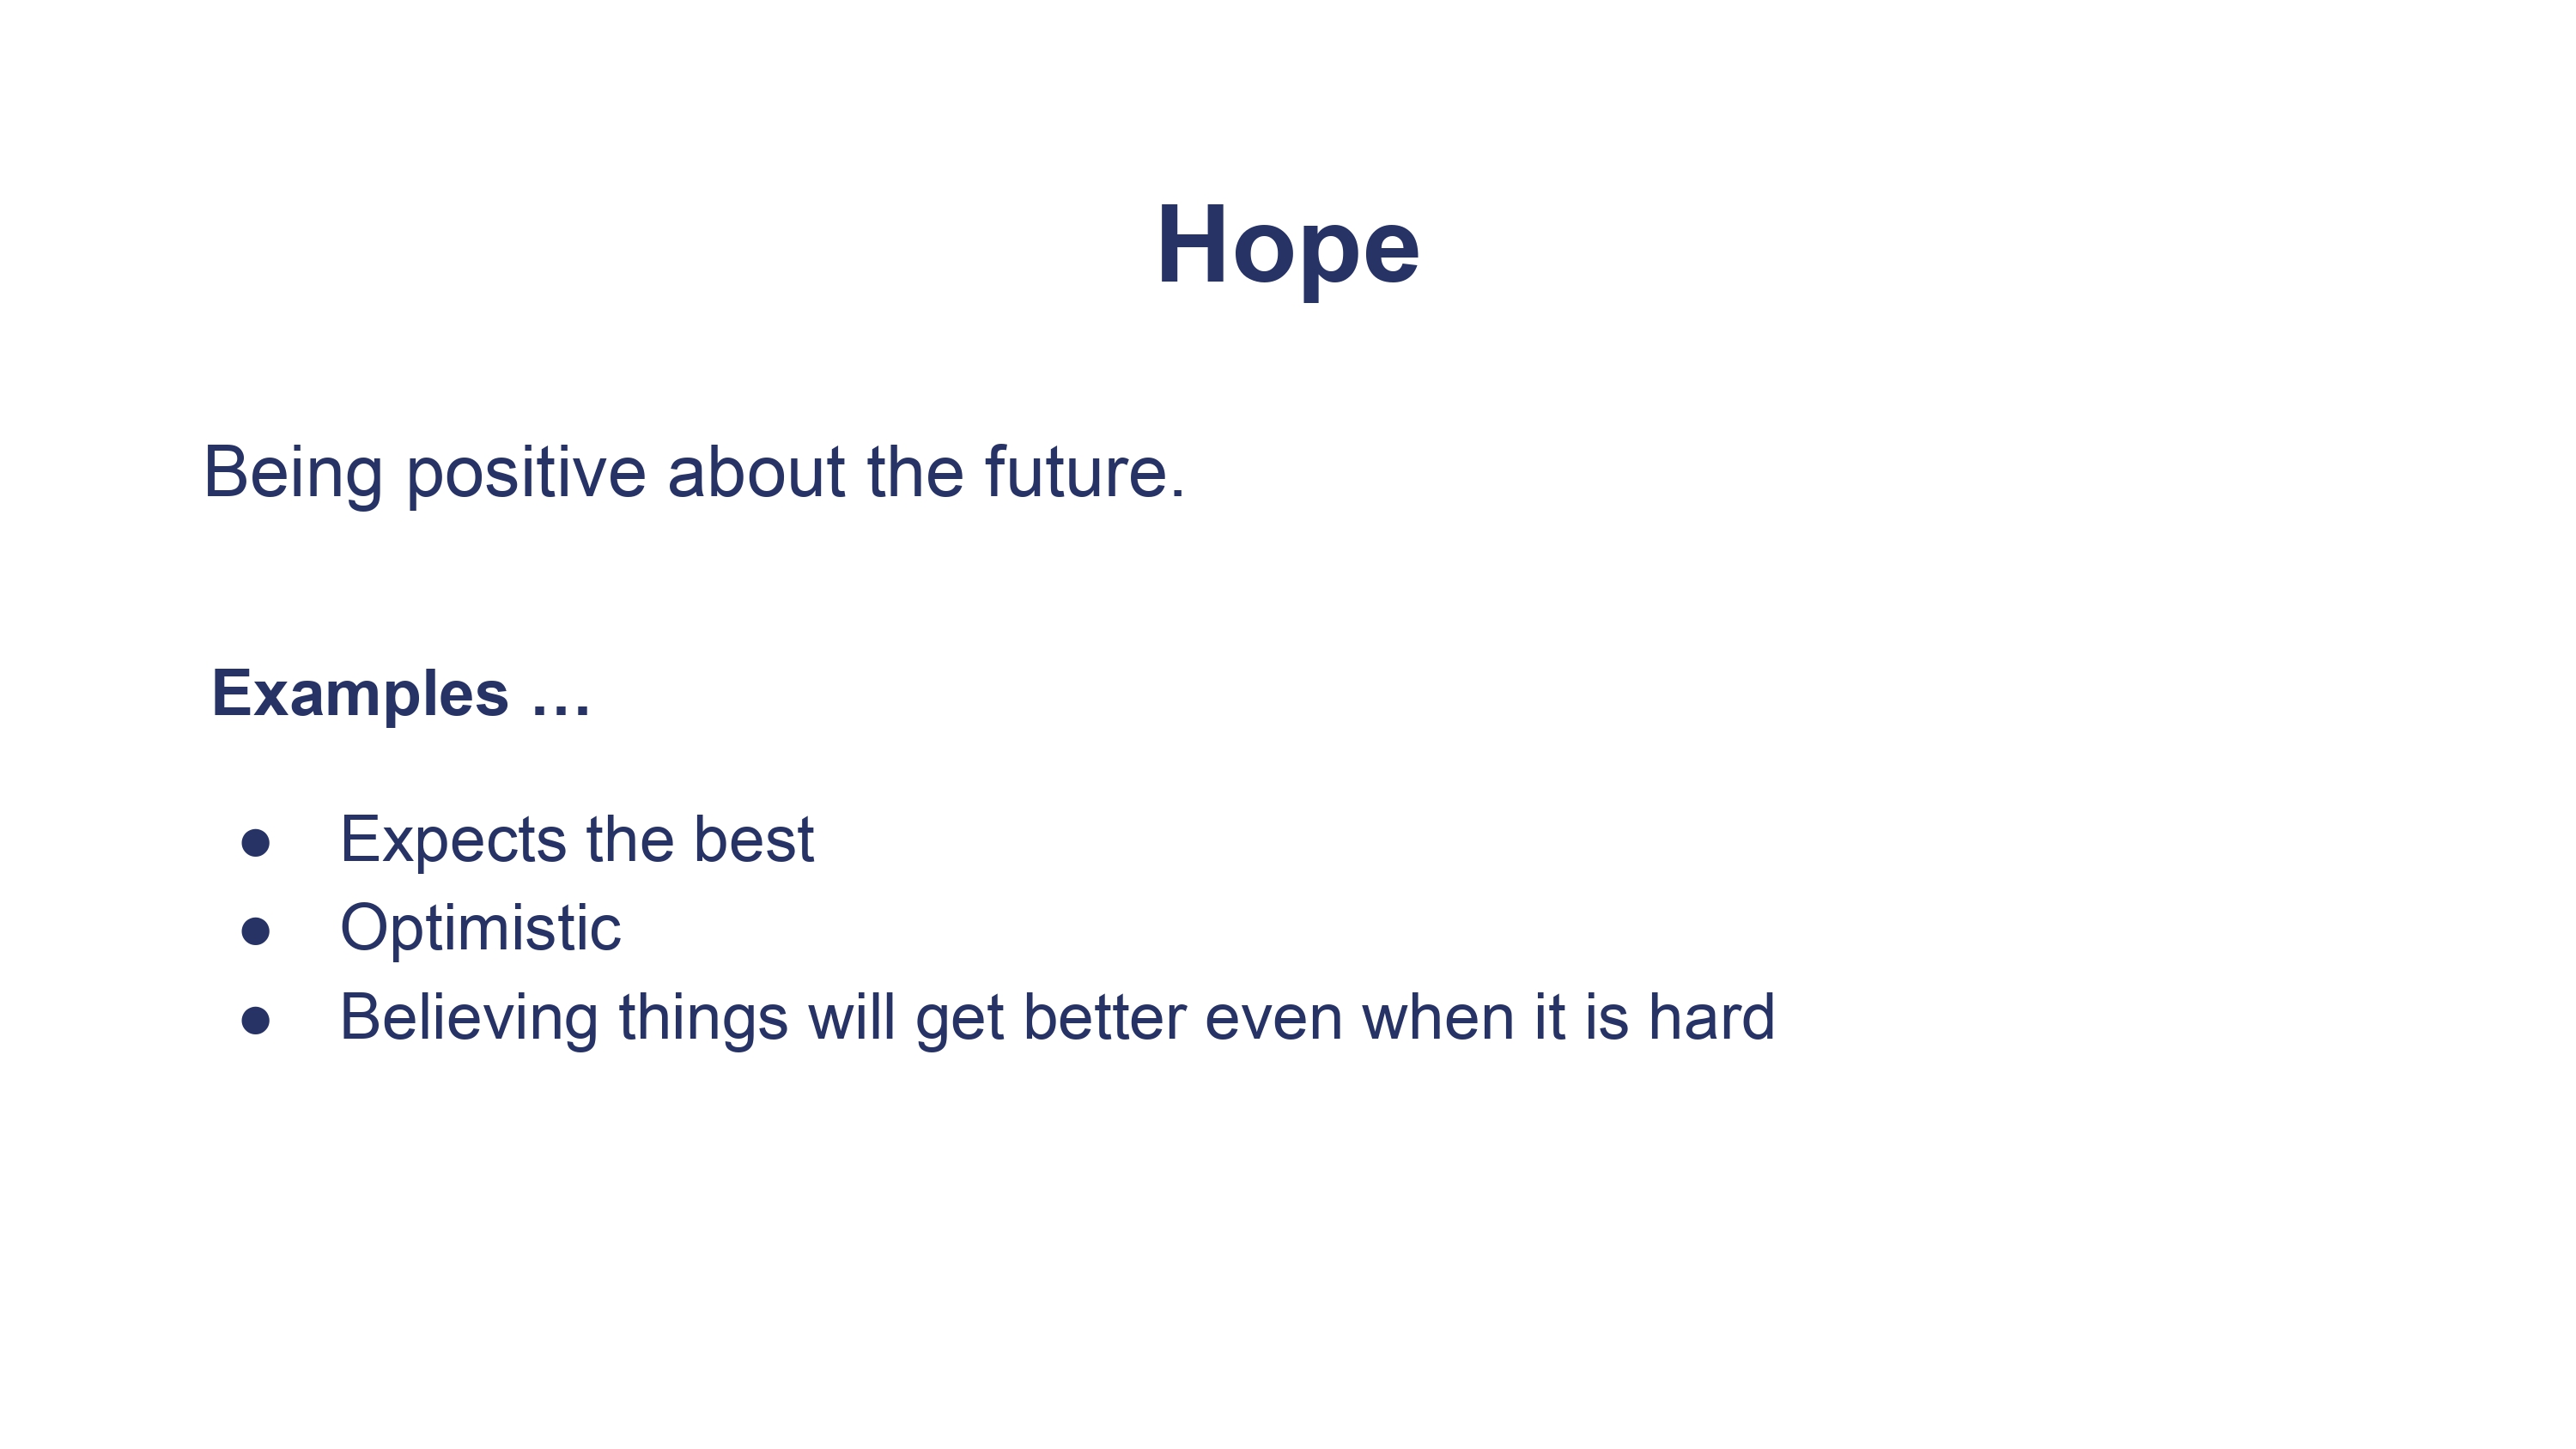 Hope
Being positive about the future.
Examples …
● Expects the best
● Optimistic
● Believing things will get better even when it is hard